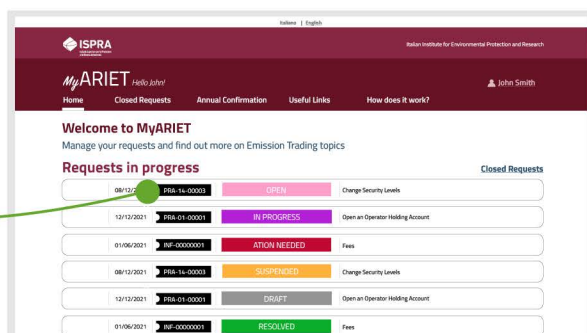 Italiano | English
ISPRA
Italian Institute for Environmental Protection and Research
MyARIET Hello John!
John Smith
Home Closed Requests Annual Confirmation Useful Links How does it work?
Welcome to MyARIET
Manage your requests and find out more on Emission Trading topics
Requests in progress
Closed Requests
08/12/2 PRA-14-00003 OPEN Change Security Levels
12/12/2021 PRA-01-00001 IN PROGRESS Open an Operator Holding Account
01/06/2021 INF-00000001 ATION NEEDED Fees
08/12/2021 PRA-14-00003 SUSPENDED Change Security Levels
12/12/2021 PRA-01-00001 DRAFT Open an Operator Holding Account
01/06/2021 INF-00000001 RESOLVED Fees